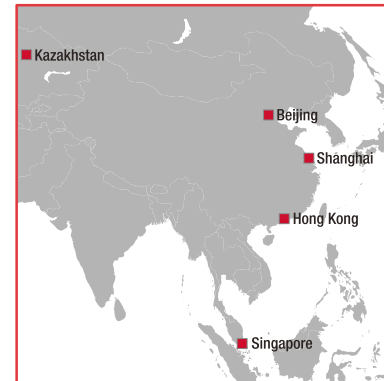 Kazakhstan
Beijing
Shanghai
Hong Kong
Singapore